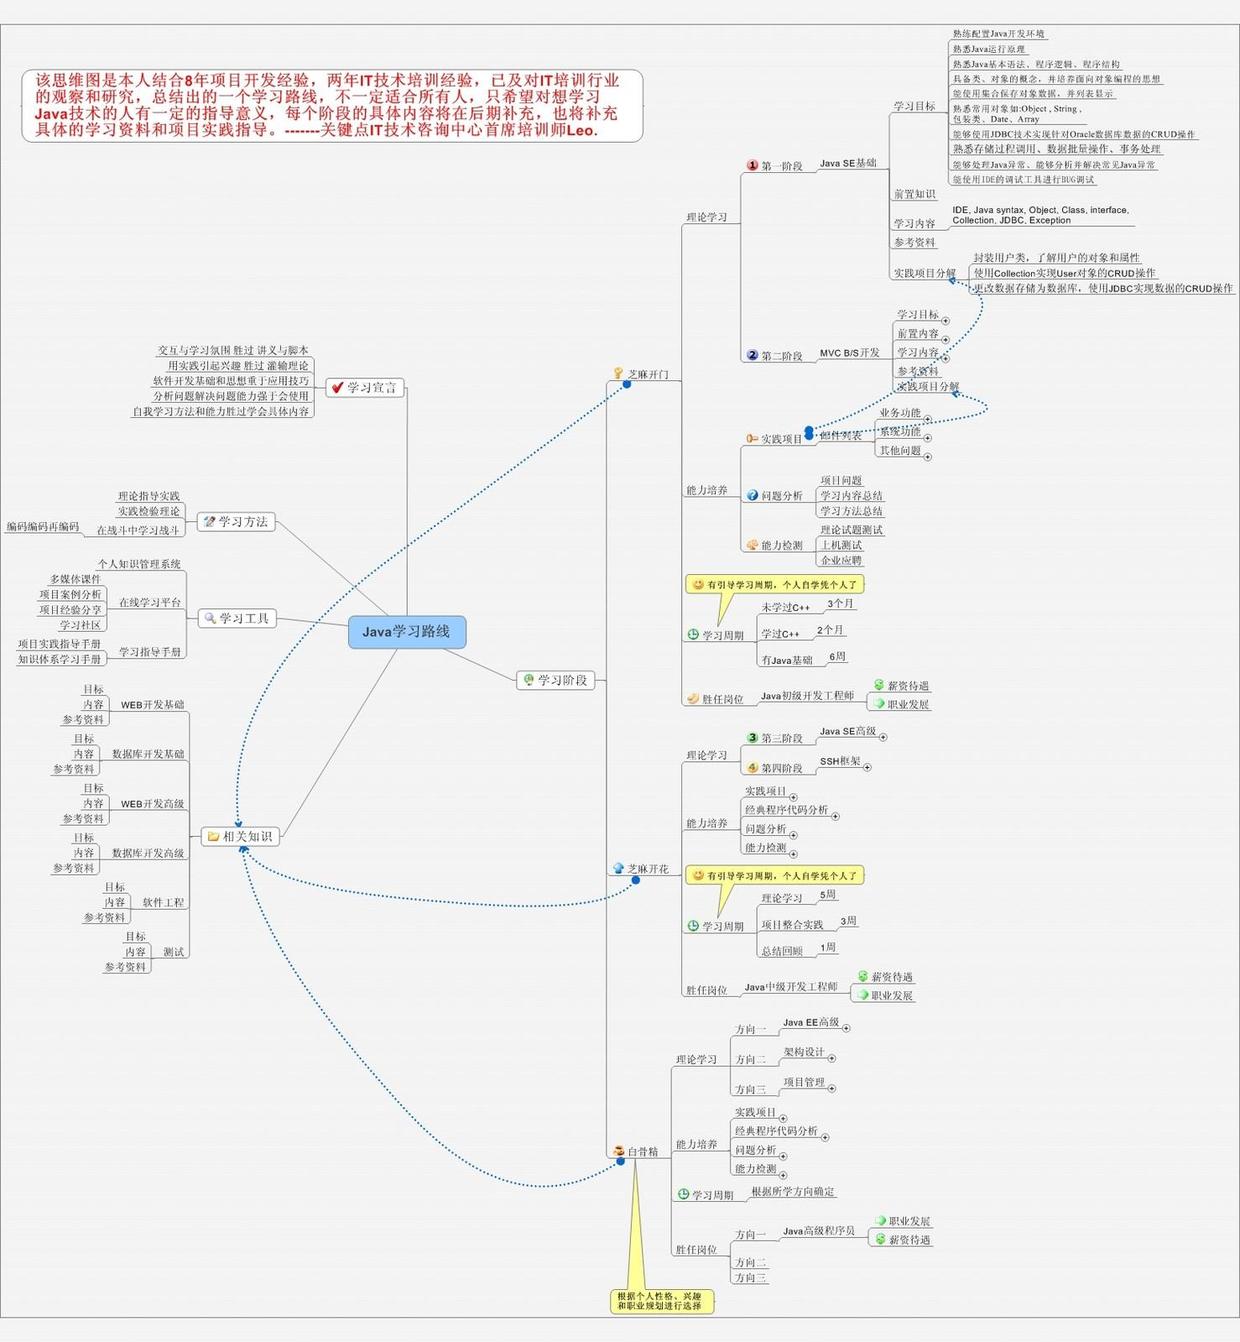 该思维图是本人结合8年项目开发经验，两年IT技术培训经验，已及对IT培训行业
的观察和研究，总结出的一个学习路线，不一定适合所有人，只希望对想学习
Java技术的人有一定的指导意义，每个阶段的具体内容将在后期补充，也将补充
具体的学习资料和项目实践指导。-------关键点IT技术咨询中心首席培训师Leo.
Java学习路线
学习宣言
交互与学习氛围 胜过 讲义与脚本
用实践引起兴趣 胜过 灌输理论
软件开发基础和思想重于应用技巧
分析问题解决问题能力强于会使用
自我学习方法和能力胜过学会具体内容
学习方法
理论指导实践
实践检验理论
在战斗中学习战斗
编码编码再编码
学习工具
个人知识管理系统
在线学习平台
多媒体课件
项目案例分析
项目经验分享
学习社区
学习指导手册
项目实践指导手册
知识体系学习手册
相关知识
WEB开发基础
目标
内容
参考资料
数据库开发基础
目标
内容
参考资料
WEB开发高级
目标
内容
参考资料
数据库开发高级
目标
内容
参考资料
软件工程
目标
内容
参考资料
测试
目标
内容
参考资料
学习阶段
芝麻开门
理论学习
1 第一阶段
Java SE基础
学习目标
熟练配置Java开发环境
熟悉Java运行原理
熟悉Java基本语法、程序逻辑、程序结构
具备类、对象的概念，并培养面向对象编程的思想
能使用集合保存对象数据，并列表显示
熟悉常用对象如:Object , String ,
包装类、Date、Array
能够使用JDBC技术实现针对Oracle数据库数据的CRUD操作
熟悉存储过程调用、数据批量操作、事务处理
能够处理Java异常、能够分析并解决常见Java异常
能使用IDE的调试工具进行BUG调试
前置知识
学习内容
IDE, Java syntax, Object, Class, interface,
Collection, JDBC, Exception
参考资料
实践项目分解
封装用户类，了解用户的对象和属性
使用Collection实现User对象的CRUD操作
更改数据存储为数据库，使用JDBC实现数据的CRUD操作
2 第二阶段
MVC B/S开发
学习目标
前置内容
学习内容
参考资料
实践项目分解
能力培养
实践项目
邮件列表
业务功能
系统功能
其他问题
问题分析
项目问题
学习内容总结
学习方法总结
能力检测
理论试题测试
上机测试
企业应聘
有引导学习周期，个人自学凭个人了
学习周期
未学过C++
3个月
学过C++
2个月
有Java基础
6周
胜任岗位
Java初级开发工程师
薪资待遇
职业发展
芝麻开花
理论学习
3 第三阶段
Java SE高级
4 第四阶段
SSH框架
能力培养
实践项目
经典程序代码分析
问题分析
能力检测
有引导学习周期，个人自学凭个人了
学习周期
理论学习
5周
项目整合实践
3周
总结回顾
1周
胜任岗位
Java中级开发工程师
薪资待遇
职业发展
白骨精
理论学习
方向一
Java EE高级
方向二
架构设计
方向三
项目管理
能力培养
实践项目
经典程序代码分析
问题分析
能力检测
学习周期
根据所学方向确定
胜任岗位
方向一
Java高级程序员
职业发展
薪资待遇
方向二
方向三
根据个人性格、兴趣
和职业规划进行选择